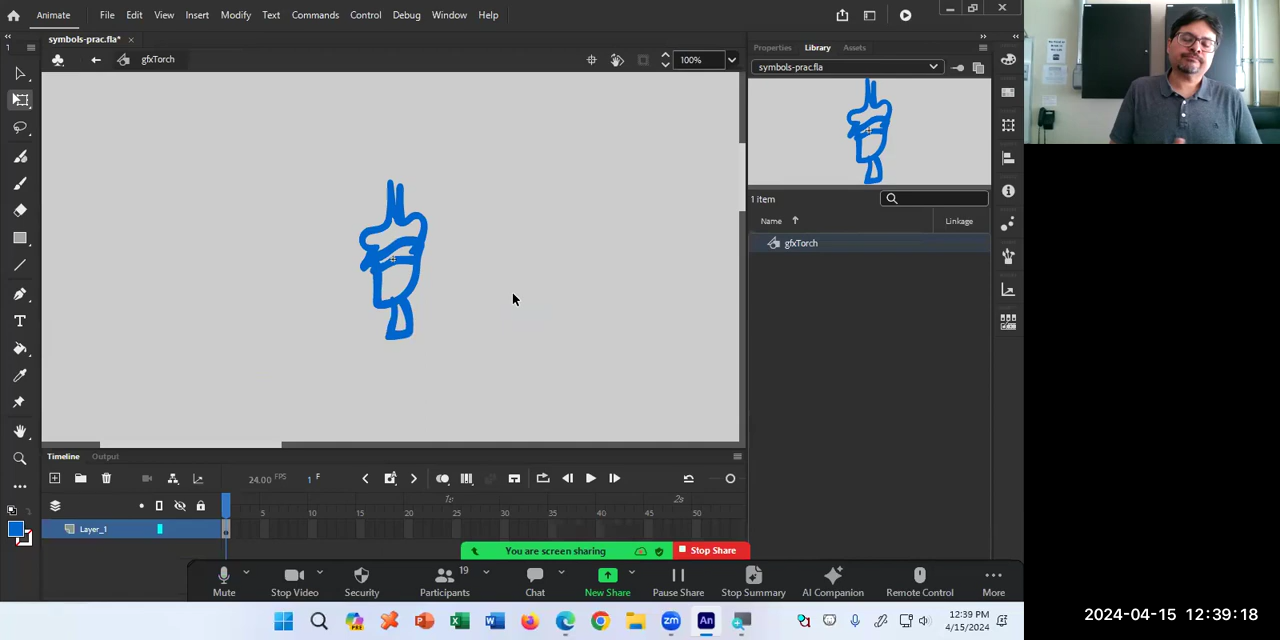 Animate File Edit View Insert Modify Text Commands Control Debug Window Help
symbols-prac.fla*
gfxTorch
100%
Properties Library Assets
symbols-prac.fla
1 item
Name Linkage
gfxTorch
Timeline Output
24.00 FPS 1 F
1s 2s
5 10 15 20 25 30 35 40 45 50
Layer_1
You are screen sharing
Stop Share
19
Mute Stop Video Security Participants Chat New Share Pause Share Stop Summary AI Companion Remote Control More
12:39 PM
4/15/2024
2024-04-15 12:39:18